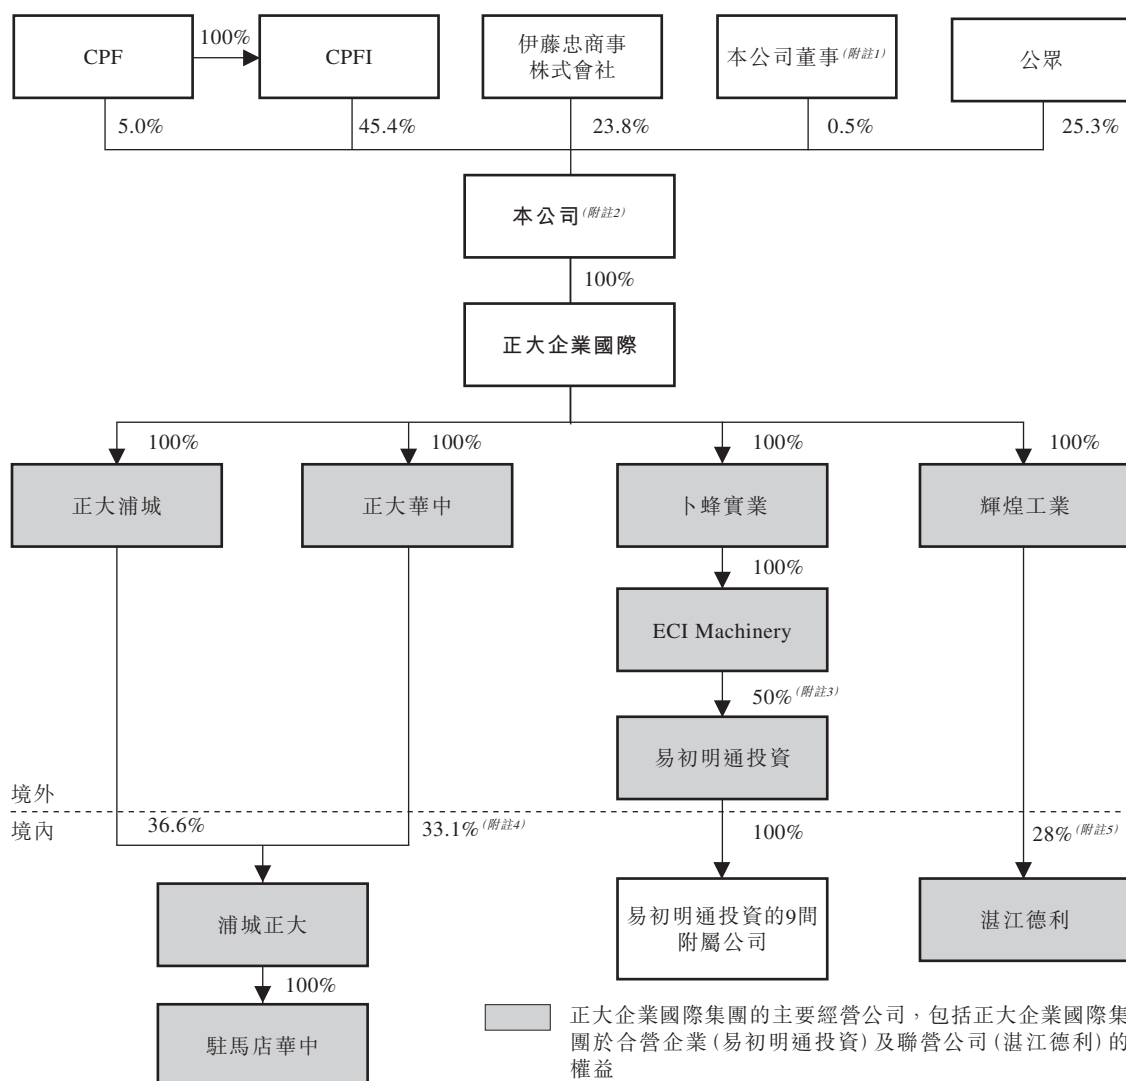 CPF
100%
CPFI
伊藤忠商事
株式會社
本公司董事(附註1)
公眾
5.0%
45.4%
23.8%
0.5%
25.3%
本公司(附註2)
100%
正大企業國際
100%
100%
100%
100%
正大浦城
正大華中
卜蜂實業
輝煌工業
100%
ECI Machinery
50%(附註3)
易初明通投資
境外
境內
36.6%
33.1%(附註4)
100%
28%(附註5)
浦城正大
易初明通投資的9間
附屬公司
湛江德利
100%
駐馬店華中
正大企業國際集團的主要經營公司，包括正大企業國際集
團於合營企業(易初明通投資)及聯營公司(湛江德利)的
權益